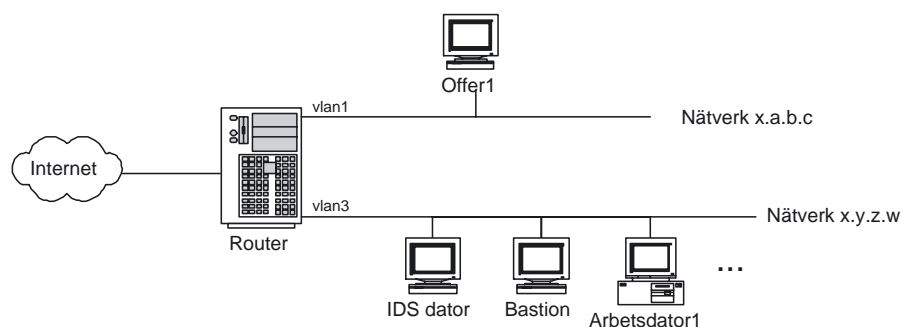 Offer1
vlan1
Nätverk x.a.b.c
Internet
vlan3
Nätverk x.y.z.w
Router
IDS dator
Bastion
Arbetsdator1
...